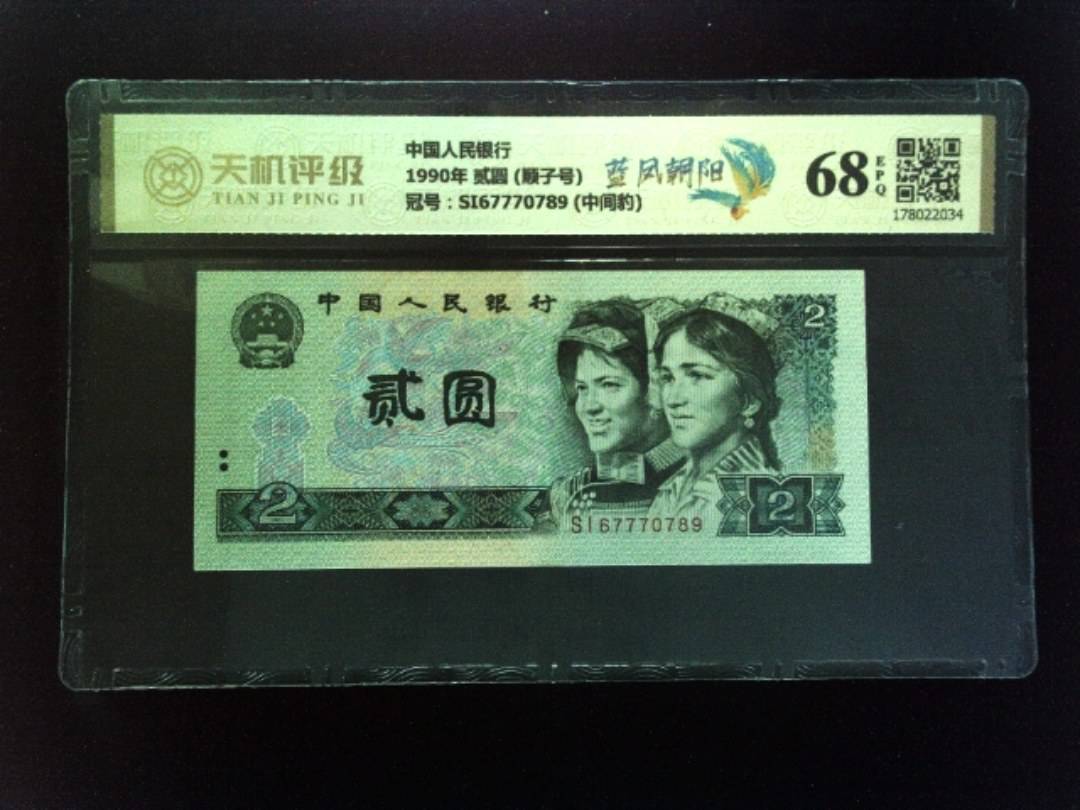 天机评级
TIAN JI PING JI
中国人民银行
1990年 贰圆 (顺子号)
冠号：SI67770789 (中间豹)
蓝凤朝阳
68
EPQ
178022034
中国人民银行
2
贰圆
2
2
SI67770789